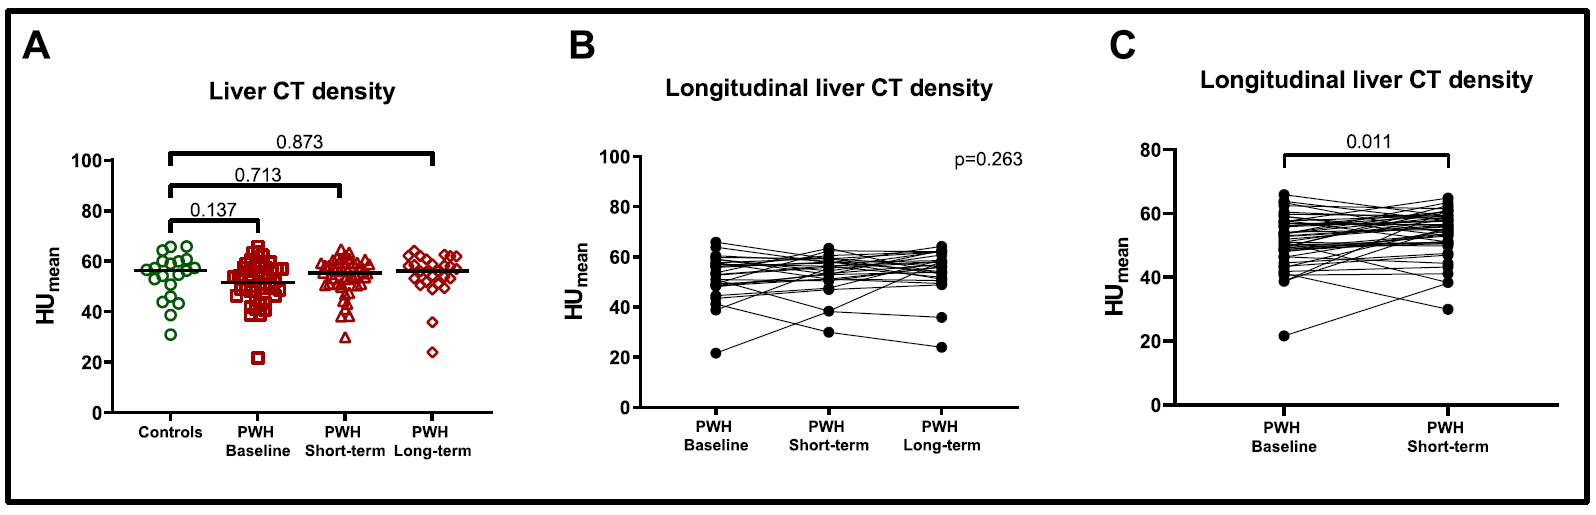 A
Liver CT density
0.873
0.713
0.137
100
80
60
40
20
0
HUmean
Controls
PWH
Baseline
PWH
Short-term
PWH
Long-term
B
Longitudinal liver CT density
p=0.263
100
80
60
40
20
0
HUmean
PWH
Baseline
PWH
Short-term
PWH
Long-term
C
Longitudinal liver CT density
0.011
80
60
40
20
0
HUmean
PWH
Baseline
PWH
Short-term